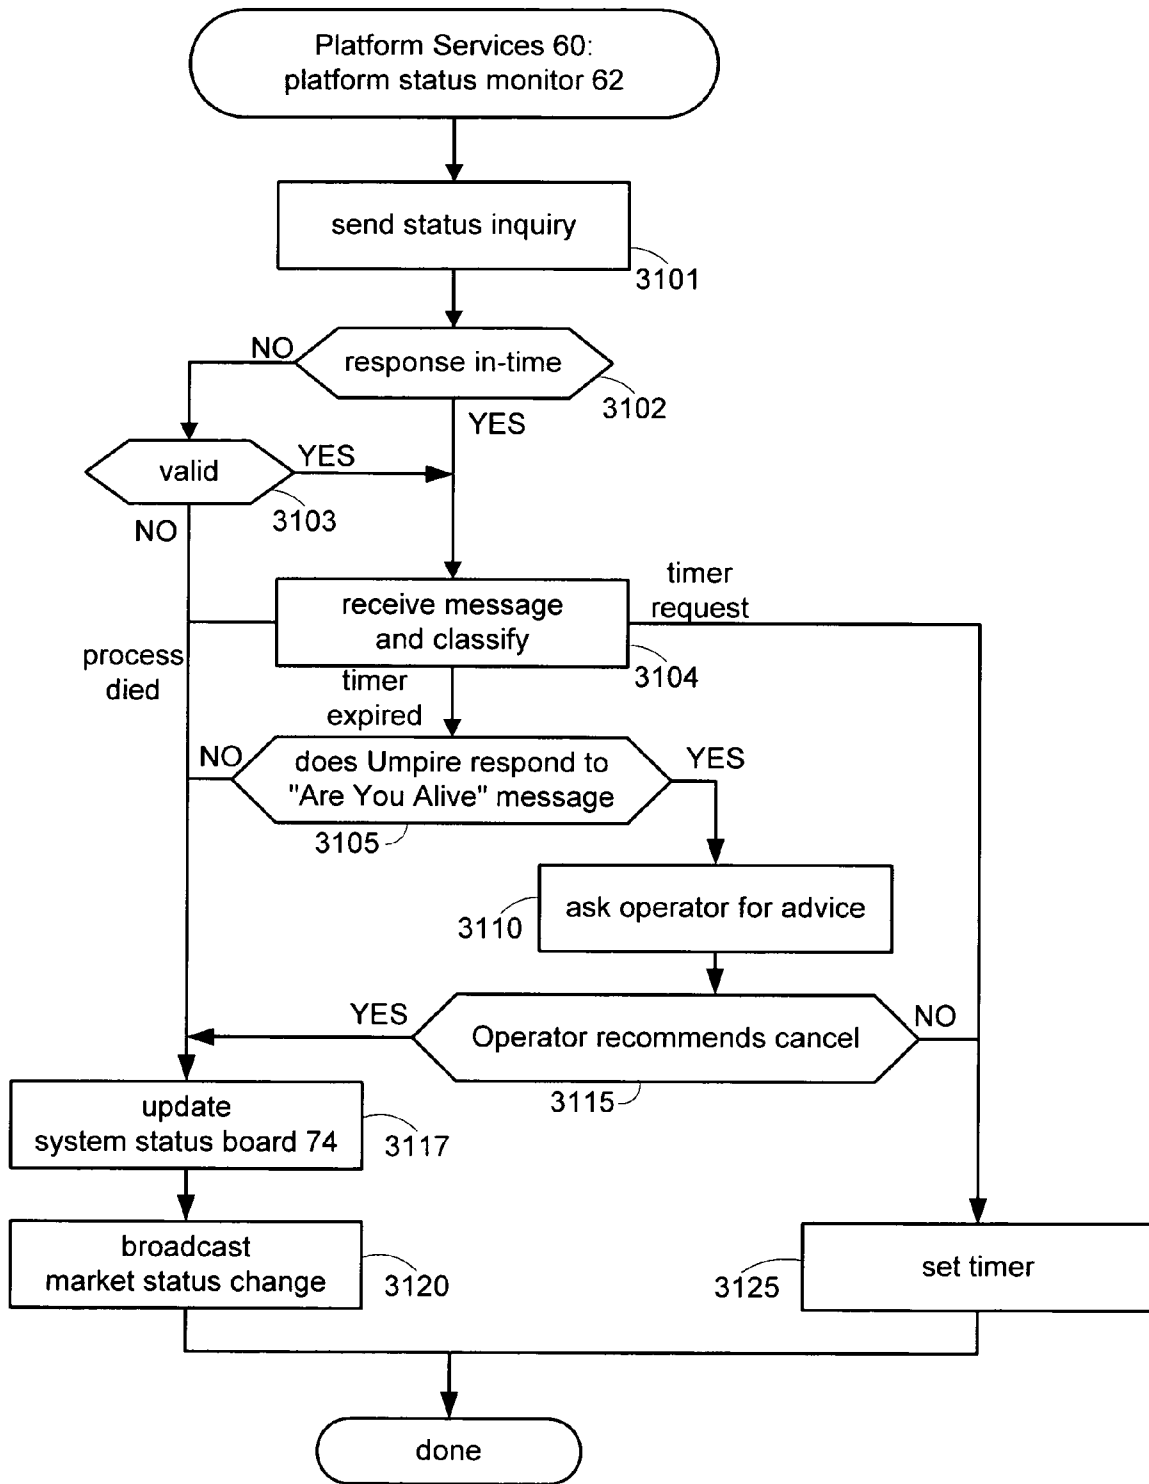 Platform Services 60:
platform status monitor 62
send status inquiry
3101
NO
response in-time
3102
YES
valid
YES
3103
NO
timer
request
receive message
and classify
3104
process
died
timer
expired
NO
does Umpire respond to
"Are You Alive" message
YES
3105
ask operator for advice
3110
YES
Operator recommends cancel
NO
3115
update
system status board 74
3117
broadcast
market status change
3120
set timer
3125
done